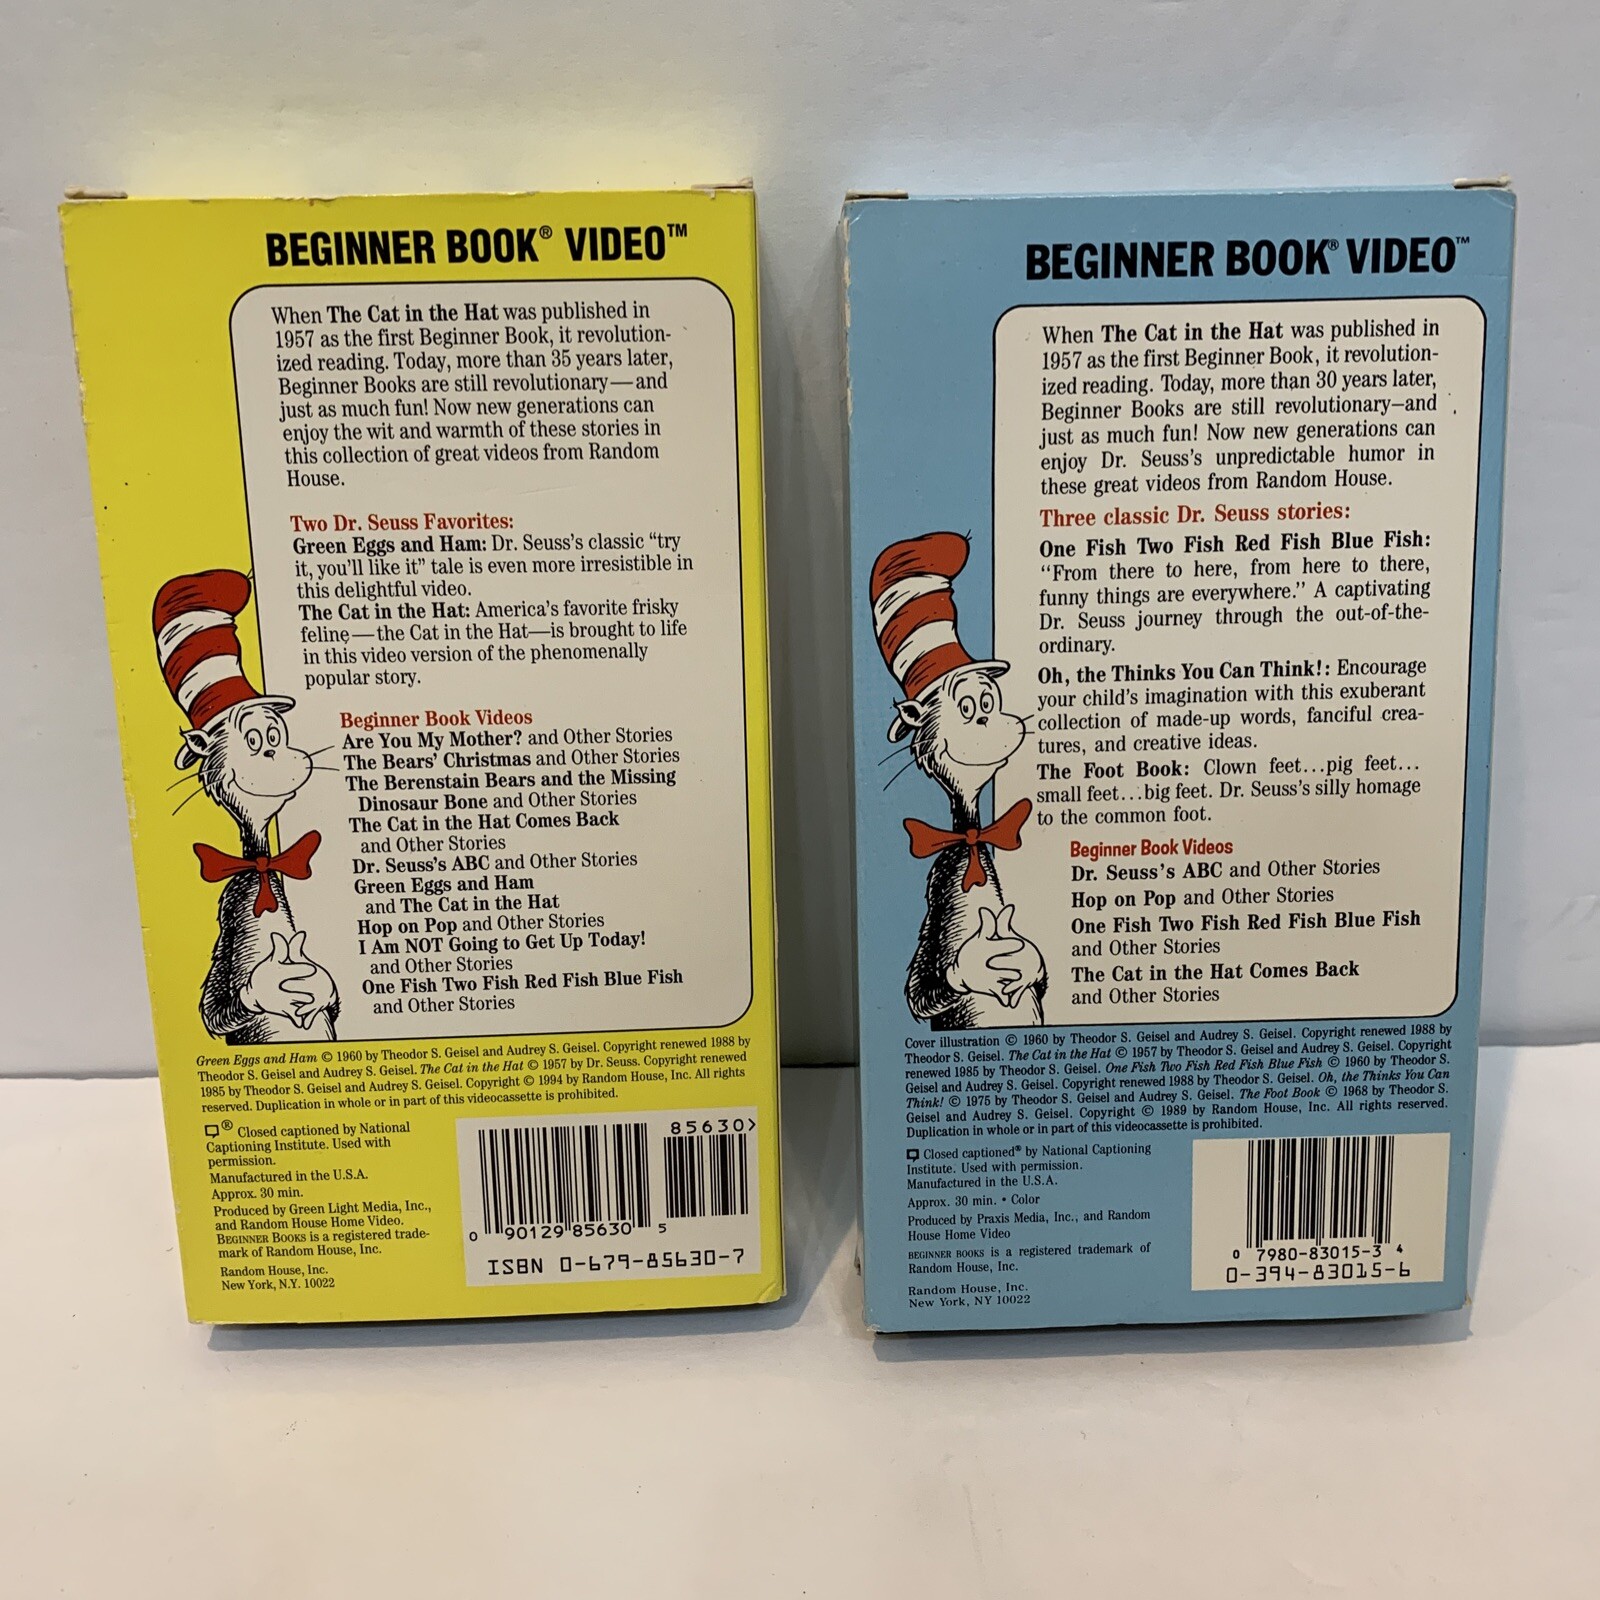 BEGINNER BOOK® VIDEO™
When The Cat in the Hat was published in
1957 as the first Beginner Book, it revolution-
ized reading. Today, more than 35 years later,
Beginner Books are still revolutionary—and
just as much fun! Now new generations can
enjoy the wit and warmth of these stories in
this collection of great videos from Random
House.
Two Dr. Seuss Favorites:
Green Eggs and Ham: Dr. Seuss's classic “try
it, you'll like it” tale is even more irresistible in
this delightful video.
The Cat in the Hat: America's favorite frisky
feline—the Cat in the Hat—is brought to life
in this video version of the phenomenally
popular story.
Beginner Book Videos
Are You My Mother? and Other Stories
The Bears' Christmas and Other Stories
The Berenstain Bears and the Missing
Dinosaur Bone and Other Stories
The Cat in the Hat Comes Back
and Other Stories
Dr. Seuss's ABC and Other Stories
Green Eggs and Ham
and The Cat in the Hat
Hop on Pop and Other Stories
I Am NOT Going to Get Up Today!
and Other Stories
One Fish Two Fish Red Fish Blue Fish
and Other Stories
Green Eggs and Ham © 1960 by Theodor S. Geisel and Audrey S. Geisel. Copyright renewed 1988 by
Theodor S. Geisel and Audrey S. Geisel. The Cat in the Hat © 1957 by Dr. Seuss. Copyright renewed
1985 by Theodor S. Geisel and Audrey S. Geisel. Copyright © 1994 by Random House, Inc. All rights
reserved. Duplication in whole or in part of this videocassette is prohibited.
® Closed captioned by National
Captioning Institute. Used with
permission.
Manufactured in the U.S.A.
Approx. 30 min.
Produced by Green Light Media, Inc.,
and Random House Home Video.
BEGINNER BOOKS is a registered trade-
mark of Random House, Inc.
Random House, Inc.
New York, N.Y. 10022
85630>
0 90129 85630 5
ISBN 0-679-85630-7
BEGINNER BOOK® VIDEO™
When The Cat in the Hat was published in
1957 as the first Beginner Book, it revolution-
ized reading. Today, more than 30 years later,
Beginner Books are still revolutionary—and
just as much fun! Now new generations can
enjoy Dr. Seuss's unpredictable humor in
these great videos from Random House.
Three classic Dr. Seuss stories:
One Fish Two Fish Red Fish Blue Fish:
“From there to here, from here to there,
funny things are everywhere.” A captivating
Dr. Seuss journey through the out-of-the-
ordinary.
Oh, the Thinks You Can Think!: Encourage
your child's imagination with this exuberant
collection of made-up words, fanciful crea-
tures, and creative ideas.
The Foot Book: Clown feet...pig feet...
small feet...big feet. Dr. Seuss's silly homage
to the common foot.
Beginner Book Videos
Dr. Seuss's ABC and Other Stories
Hop on Pop and Other Stories
One Fish Two Fish Red Fish Blue Fish
and Other Stories
The Cat in the Hat Comes Back
and Other Stories
Cover illustration © 1960 by Theodor S. Geisel and Audrey S. Geisel. Copyright renewed 1988 by
Theodor S. Geisel. The Cat in the Hat © 1957 by Theodor S. Geisel and Audrey S. Geisel. Copyright
renewed 1985 by Theodor S. Geisel. One Fish Two Fish Red Fish Blue Fish © 1960 by Theodor S.
Geisel and Audrey S. Geisel. Copyright renewed 1988 by Theodor S. Geisel. Oh, the Thinks You Can
Think! © 1975 by Theodor S. Geisel and Audrey S. Geisel. The Foot Book © 1968 by Theodor S.
Geisel and Audrey S. Geisel. Copyright © 1989 by Random House, Inc. All rights reserved.
Duplication in whole or in part of this videocassette is prohibited.
Closed captioned® by National Captioning
Institute. Used with permission.
Manufactured in the U.S.A.
Approx. 30 min. • Color
Produced by Praxis Media, Inc., and Random
House Home Video
BEGINNER BOOKS is a registered trademark of
Random House, Inc.
Random House, Inc.
New York, NY 10022
0 7980-83015-3 4
0-394-83015-6